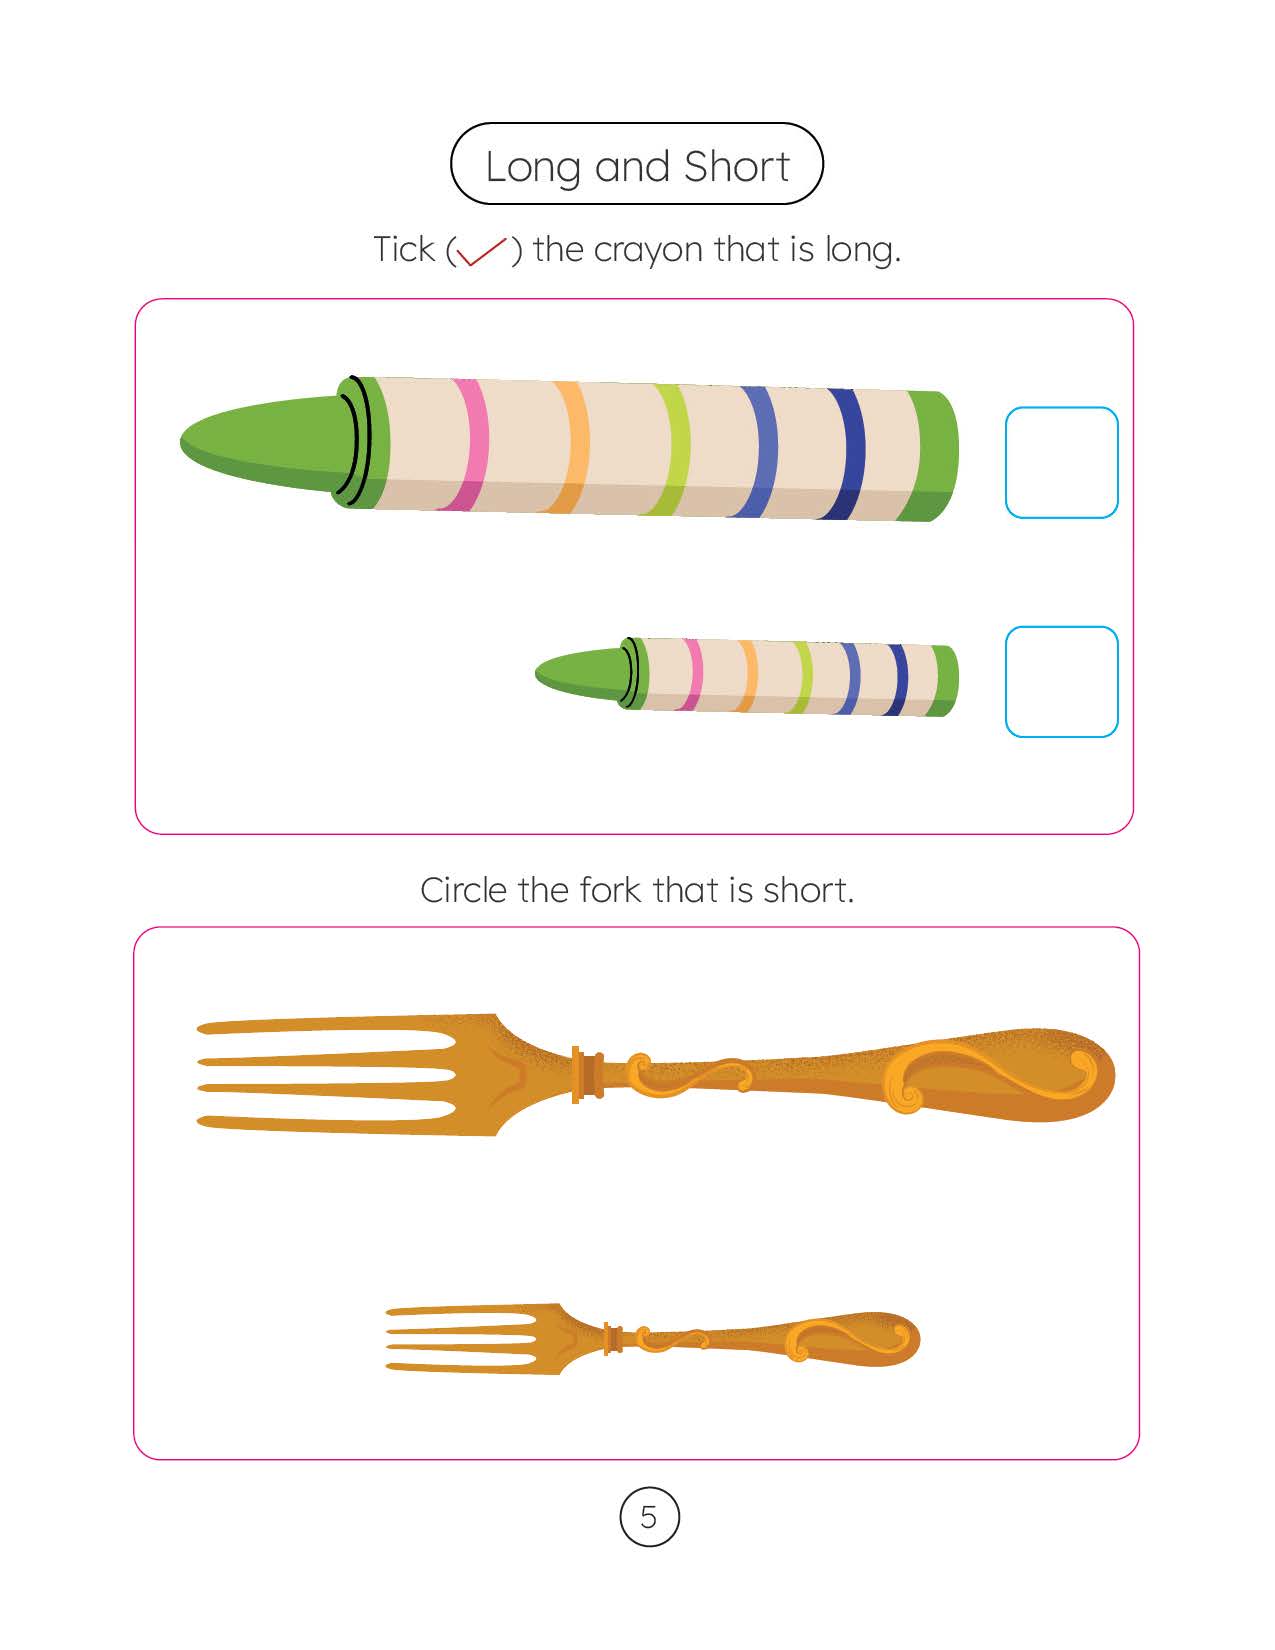 Long and Short
Tick (✓) the crayon that is long.
Circle the fork that is short.
5